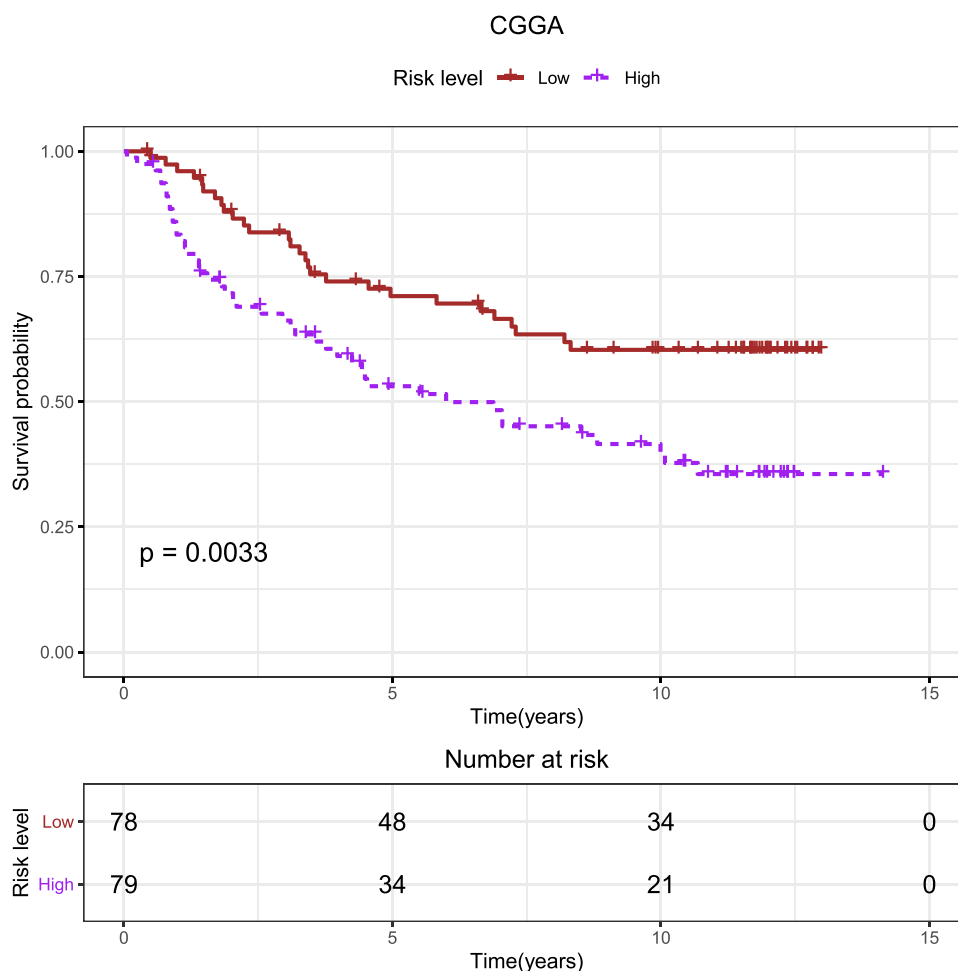 CGGA
Risk level Low High
1.00
0.75
0.50
0.25
0.00
Survival probability
p = 0.0033
0 5 10 15
Time(years)
Number at risk
Risk level
Low 78 48 34 0
High 79 34 21 0
0 5 10 15
Time(years)